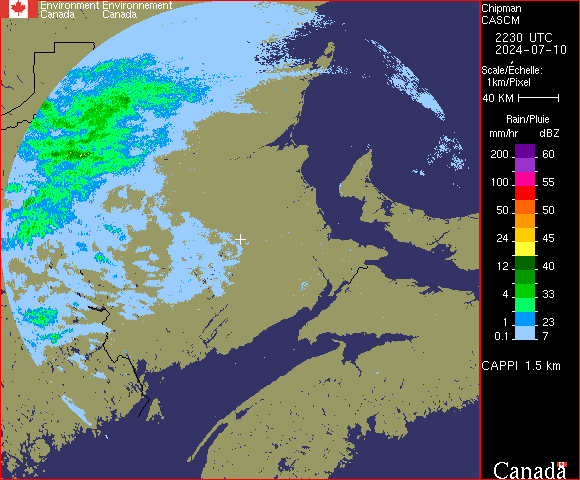 Environment Environnement
Canada Canada
Chipman
CASCM
2230 UTC
2024-07-10
Scale/Échelle:
1km/Pixel
40 KM
Rain/Pluie
mm/hr dBZ
200 60
100 55
50 50
24 45
12 40
4 33
1 23
0.1 7
CAPPI 1.5 km
Canada